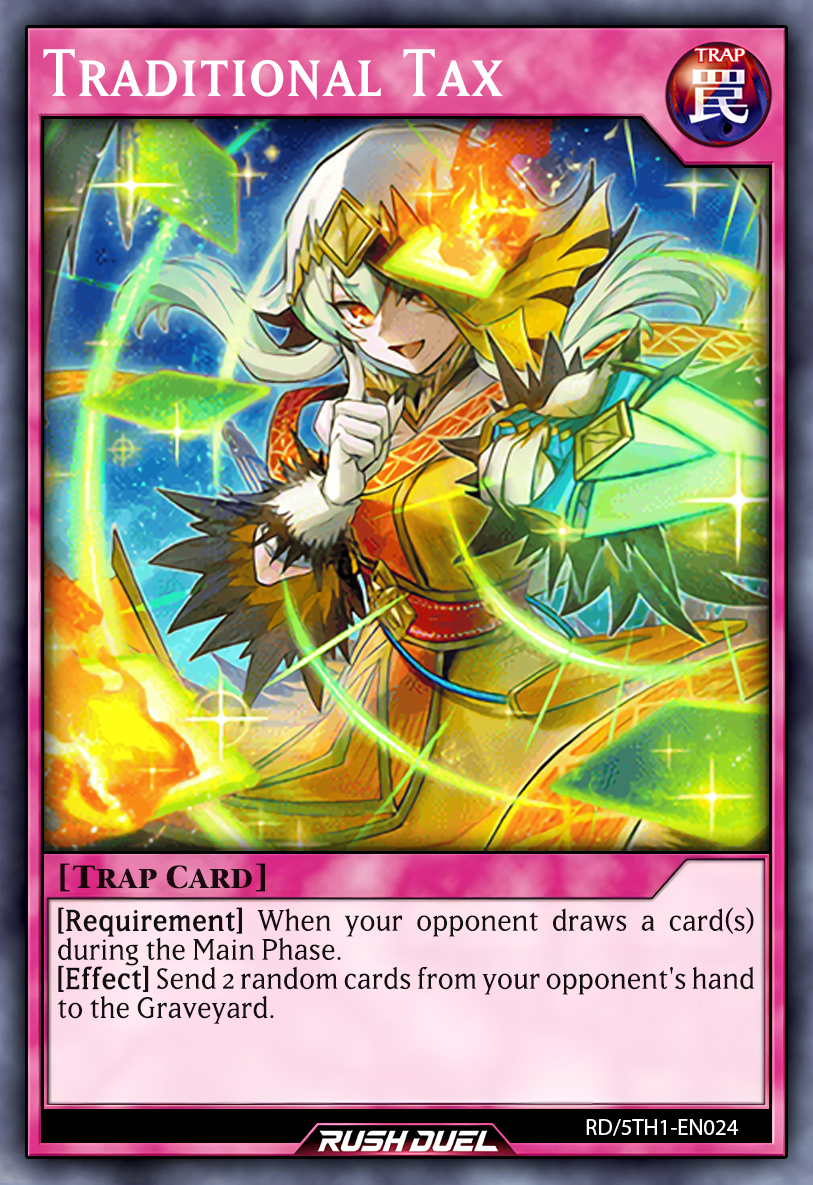 Traditional Tax
TRAP
罠
[Trap Card]
[Requirement] When your opponent draws a card(s)
during the Main Phase.
[Effect] Send 2 random cards from your opponent's hand
to the Graveyard.
RD/5TH1-EN024
RUSH DUEL